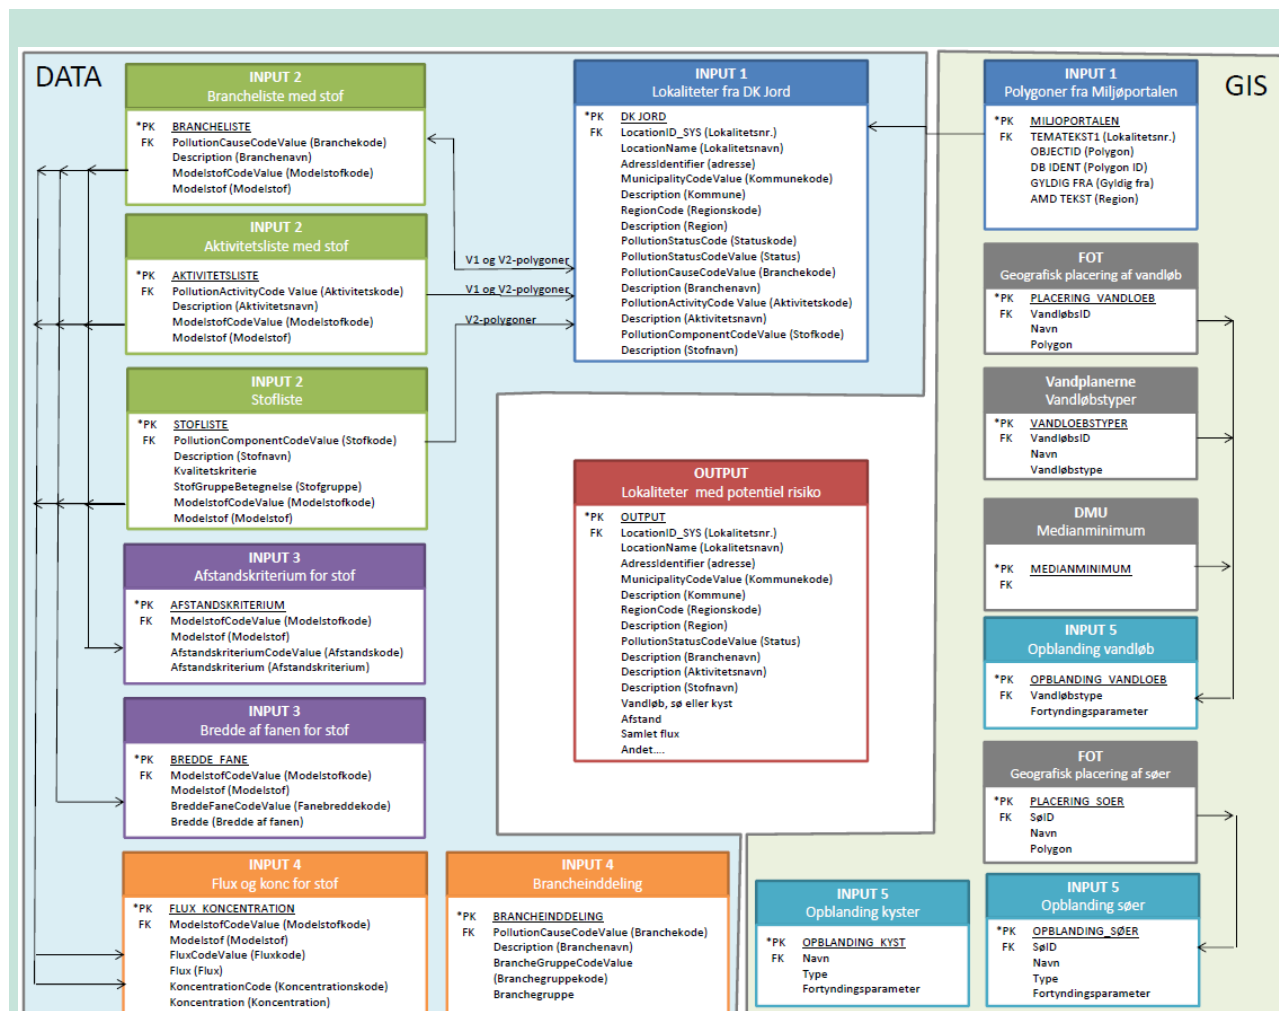 DATA
INPUT 2
Brancheliste med stof
*PK BRANCHELISTE
FK PollutionCauseCodeValue (Branchekode)
Description (Branchenavn)
ModelstofCodeValue (Modelstofkode)
Modelstof (Modelstof)
INPUT 2
Aktivitetsliste med stof
*PK AKTIVITETSLISTE
FK PollutionActivityCode Value (Aktivitetskode)
Description (Aktivitetsnavn)
ModelstofCodeValue (Modelstofkode)
Modelstof (Modelstof)
INPUT 2
Stofliste
*PK STOFLISTE
FK PollutionComponentCodeValue (Stofkode)
Description (Stofnavn)
Kvalitetskriterie
StofGruppeBetegnelse (Stofgruppe)
ModelstofCodeValue (Modelstofkode)
Modelstof (Modelstof)
INPUT 3
Afstandskriterium for stof
*PK AFSTANDSKRITERIUM
FK ModelstofCodeValue (Modelstofkode)
Modelstof (Modelstof)
AfstandskriteriumCodeValue (Afstandskode)
Afstandskriterium (Afstandskriterium)
INPUT 3
Bredde af fanen for stof
*PK BREDDE_FANE
FK ModelstofCodeValue (Modelstofkode)
Modelstof (Modelstof)
BreddeFaneCodeValue (Fanebreddekode)
Bredde (Bredde af fanen)
INPUT 4
Flux og konc for stof
*PK FLUX_KONCENTRATION
FK ModelstofCodeValue (Modelstofkode)
Modelstof (Modelstof)
FluxCodeValue (Fluxkode)
Flux (Flux)
KoncentrationCode (Koncentrationskode)
Koncentration (Koncentration)
INPUT 4
Brancheinddeling
*PK BRANCHEINDDELING
FK PollutionCauseCodeValue (Branchekode)
Description (Branchenavn)
BrancheGruppeCodeValue
(Branchegruppekode)
Branchegruppe
V1 og V2-polygoner
V1 og V2-polygoner
V2-polygoner
INPUT 1
Lokaliteter fra DK Jord
*PK DK JORD
FK LocationID_SYS (Lokalitetsnr.)
LocationName (Lokalitetsnavn)
AdressIdentifier (adresse)
MunicipalityCodeValue (Kommunekode)
Description (Kommune)
RegionCode (Regionskode)
Description (Region)
PollutionStatusCode (Statuskode)
PollutionStatusCodeValue (Status)
PollutionCauseCodeValue (Branchekode)
Description (Branchenavn)
PollutionActivityCode Value (Aktivitetskode)
Description (Aktivitetsnavn)
PollutionComponentCodeValue (Stofkode)
Description (Stofnavn)
OUTPUT
Lokaliteter med potentiel risiko
*PK OUTPUT
FK LocationID_SYS (Lokalitetsnr.)
LocationName (Lokalitetsnavn)
AdressIdentifier (adresse)
MunicipalityCodeValue (Kommunekode)
Description (Kommune)
RegionCode (Regionskode)
Description (Region)
PollutionStatusCodeValue (Status)
Description (Branchenavn)
Description (Aktivitetsnavn)
Description (Stofnavn)
Vandløb, sø eller kyst
Afstand
Samlet flux
Andet....
GIS
INPUT 1
Polygoner fra Miljøportalen
*PK MILJOPORTALEN
FK TEMATEKST1 (Lokalitetsnr.)
OBJECTID (Polygon)
DB IDENT (Polygon ID)
GYLDIG FRA (Gyldig fra)
AMD TEKST (Region)
FOT
Geografisk placering af vandløb
*PK PLACERING_VANDLOEB
FK VandløbsID
Navn
Polygon
Vandplanerne
Vandløbstyper
*PK VANDLOEBSTYPER
FK VandløbsID
Navn
Vandløbstype
DMU
Medianminimum
*PK MEDIANMINIMUM
FK
INPUT 5
Opblanding vandløb
*PK OPBLANDING_VANDLOEB
FK Vandløbstype
Fortyndingsparameter
FOT
Geografisk placering af søer
*PK PLACERING_SOER
FK SøID
Navn
Polygon
INPUT 5
Opblanding kyster
*PK OPBLANDING_KYST
FK Navn
Type
Fortyndingsparameter
INPUT 5
Opblanding søer
*PK OPBLANDING_SØER
FK SøID
Navn
Type
Fortyndingsparameter